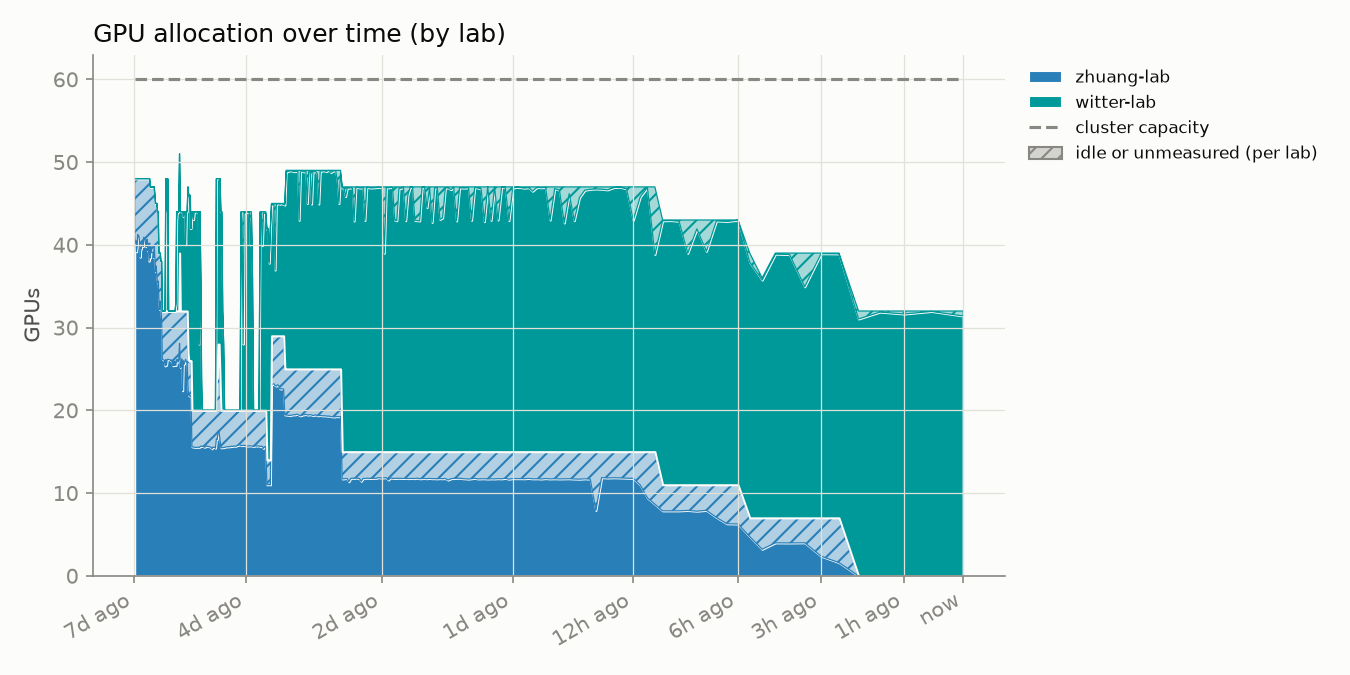 GPU allocation over time (by lab)
60
50
40
30
20
10
0
GPUs
7d ago
4d ago
2d ago
1d ago
12h ago
6h ago
3h ago
1h ago
now
zhuang-lab
witter-lab
cluster capacity
idle or unmeasured (per lab)